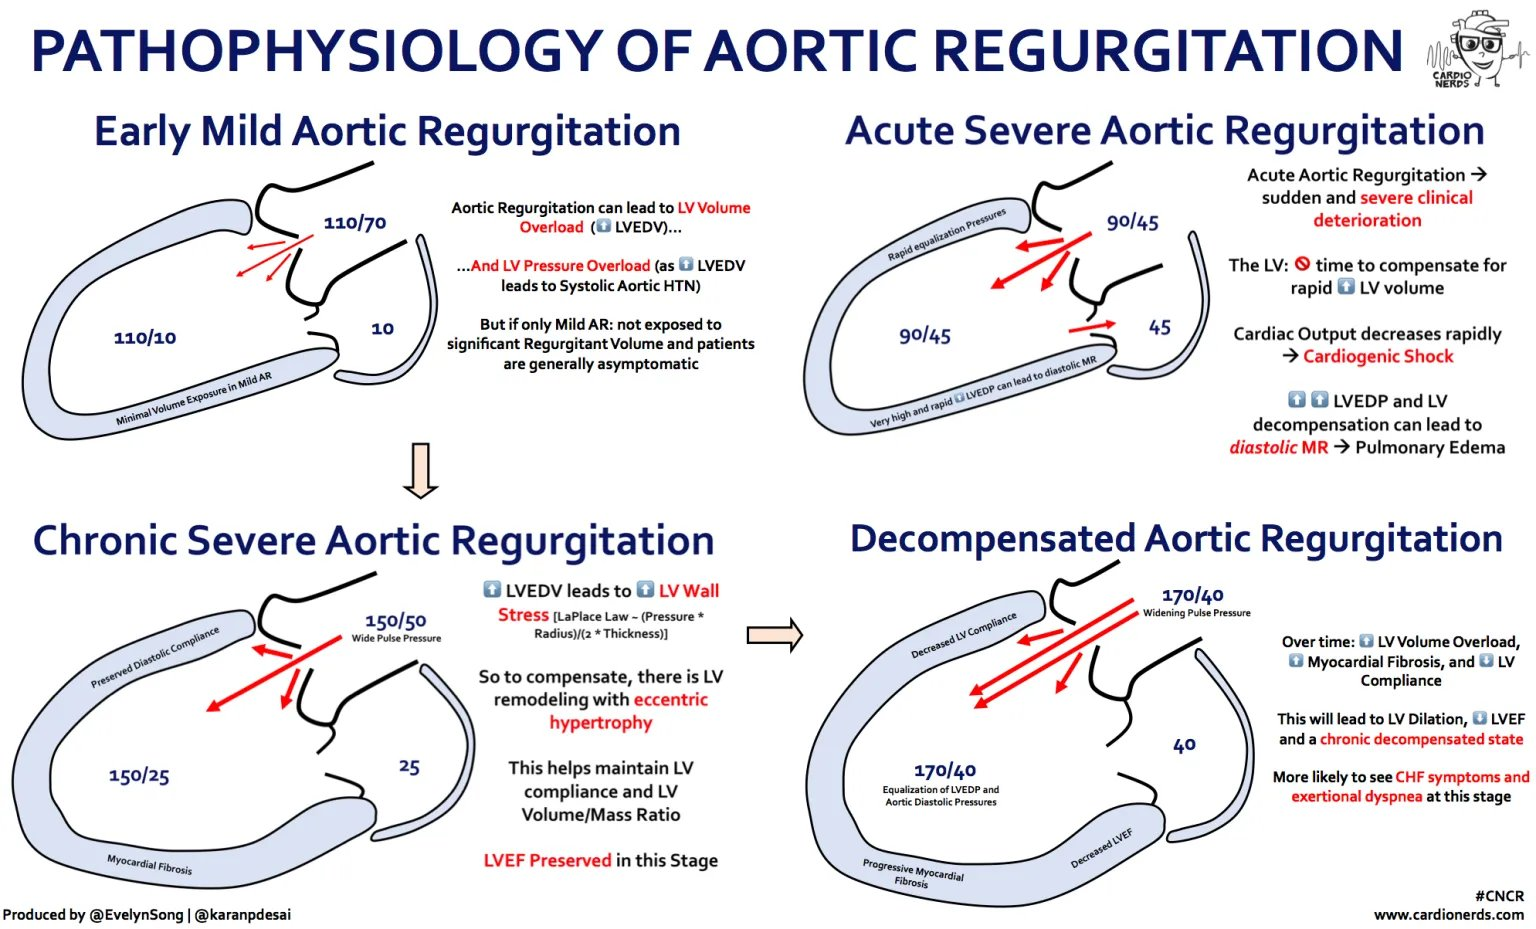 PATHOPHYSIOLOGY OF AORTIC REGURGITATION
CARDIO
NERDS
Early Mild Aortic Regurgitation
110/70
110/10
10
Minimal Volume Exposure in Mild AR
Aortic Regurgitation can lead to LV Volume
Overload (⬆ LVEDV)...
...And LV Pressure Overload (as ⬆ LVEDV
leads to Systolic Aortic HTN)
But if only Mild AR: not exposed to
significant Regurgitant Volume and patients
are generally asymptomatic
Acute Severe Aortic Regurgitation
Rapid equalization Pressures
90/45
90/45
45
Very high and rapid ⬆ LVEDP can lead to diastolic MR
Acute Aortic Regurgitation →
sudden and severe clinical
deterioration
The LV: 🚫 time to compensate for
rapid ⬆ LV volume
Cardiac Output decreases rapidly
→ Cardiogenic Shock
⬆ ⬆ LVEDP and LV
decompensation can lead to
diastolic MR → Pulmonary Edema
Chronic Severe Aortic Regurgitation
Preserved Diastolic Compliance
150/50
Wide Pulse Pressure
150/25
25
Myocardial Fibrosis
⬆ LVEDV leads to ⬆ LV Wall
Stress [LaPlace Law ~ (Pressure *
Radius)/(2 * Thickness)]
So to compensate, there is LV
remodeling with eccentric
hypertrophy
This helps maintain LV
compliance and LV
Volume/Mass Ratio
LVEF Preserved in this Stage
Decompensated Aortic Regurgitation
Decreased LV Compliance
170/40
Widening Pulse Pressure
170/40
Equalization of LVEDP and
Aortic Diastolic Pressures
40
Progressive Myocardial
Fibrosis
Decreased LVEF
Over time: ⬆ LV Volume Overload,
⬆ Myocardial Fibrosis, and ⬇ LV
Compliance
This will lead to LV Dilation, ⬇ LVEF
and a chronic decompensated state
More likely to see CHF symptoms and
exertional dyspnea at this stage
Produced by @EvelynSong | @karanpdesai
#CNCR
www.cardionerds.com